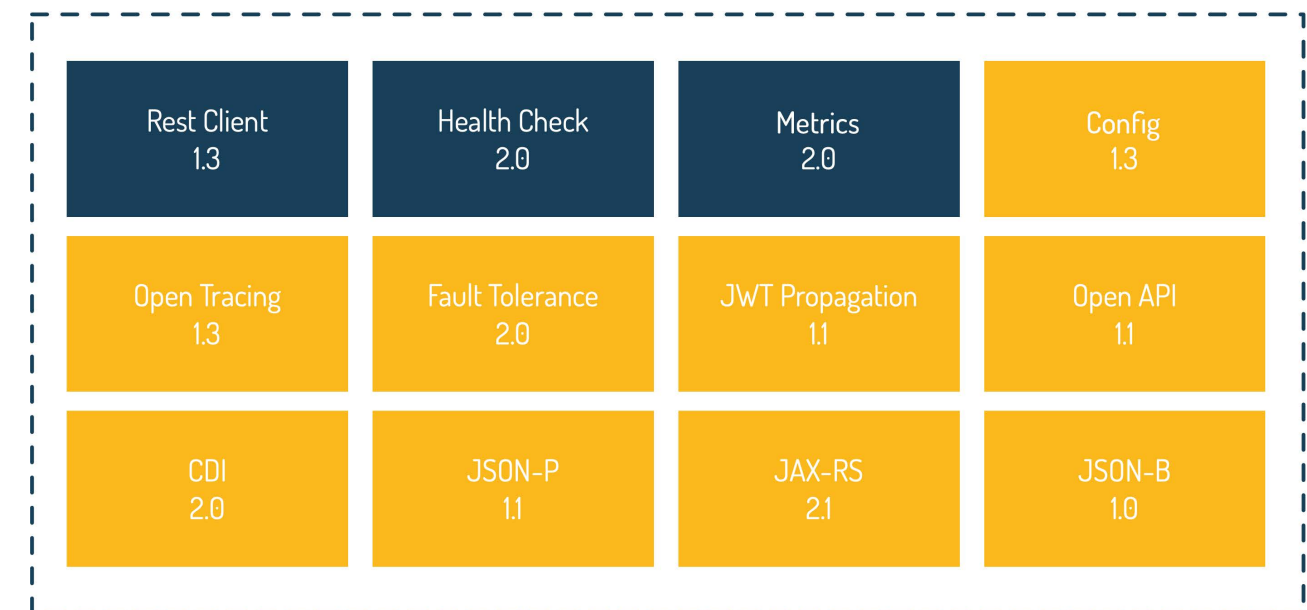 Rest Client
1.3
Health Check
2.0
Metrics
2.0
Config
1.3
Open Tracing
1.3
Fault Tolerance
2.0
JWT Propagation
1.1
Open API
1.1
CDI
2.0
JSON-P
1.1
JAX-RS
2.1
JSON-B
1.0